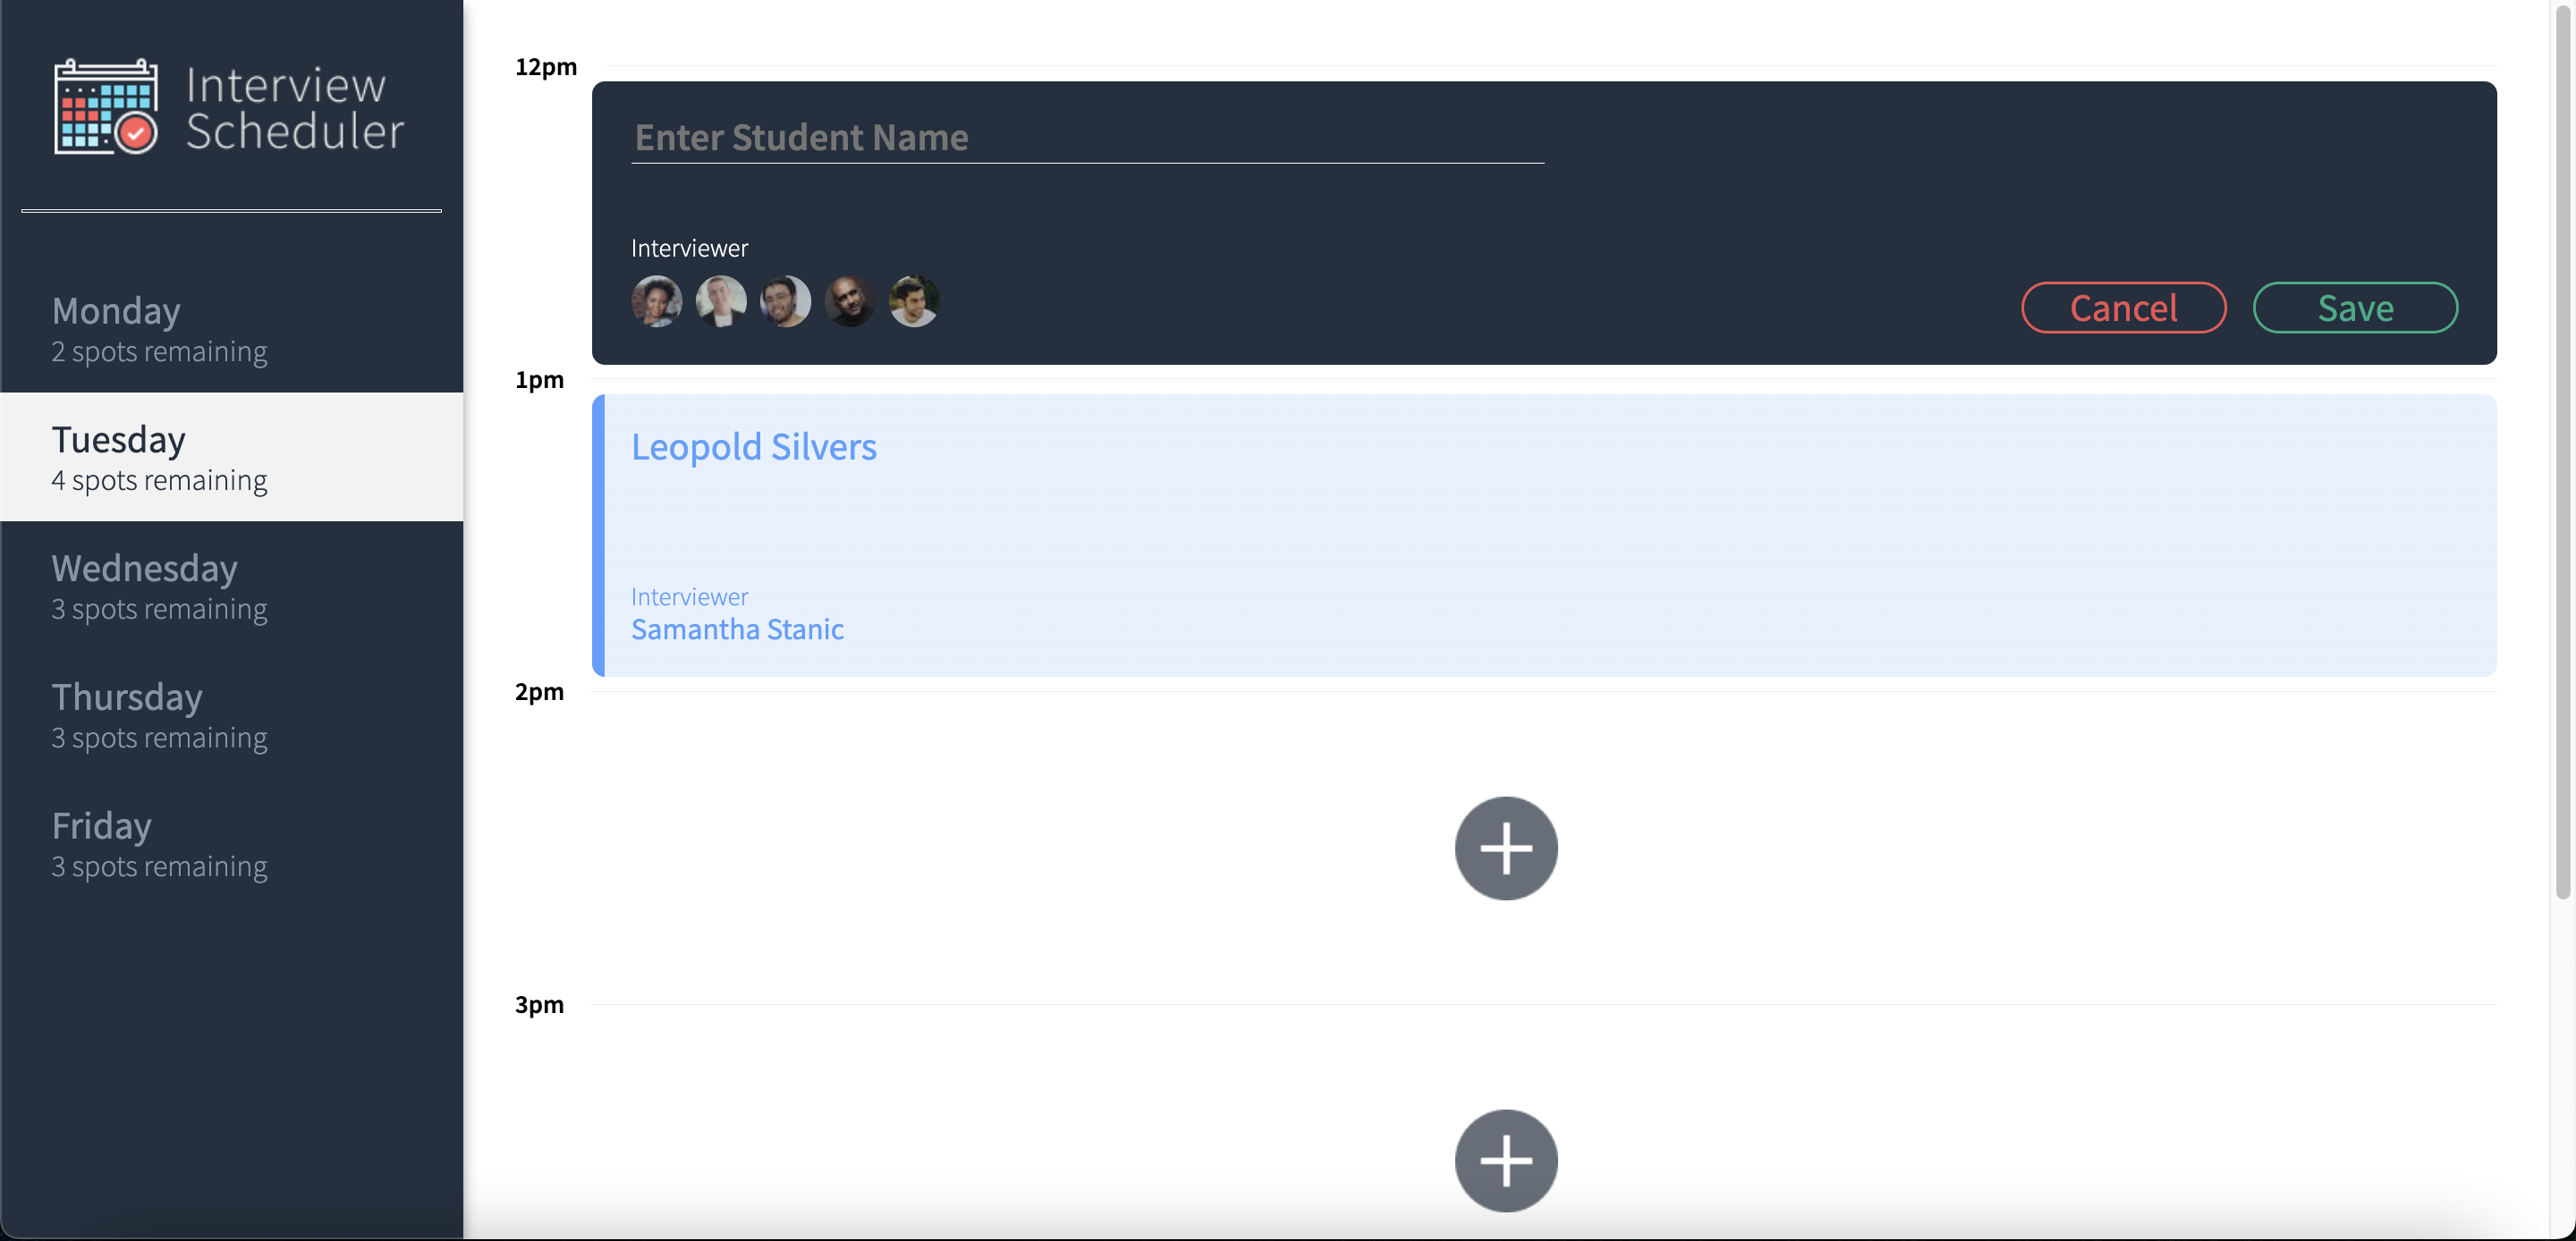 Interview
Scheduler
Monday
2 spots remaining
Tuesday
4 spots remaining
Wednesday
3 spots remaining
Thursday
3 spots remaining
Friday
3 spots remaining
12pm
Enter Student Name
Interviewer
Cancel
Save
1pm
Leopold Silvers
Interviewer
Samantha Stanic
2pm
3pm